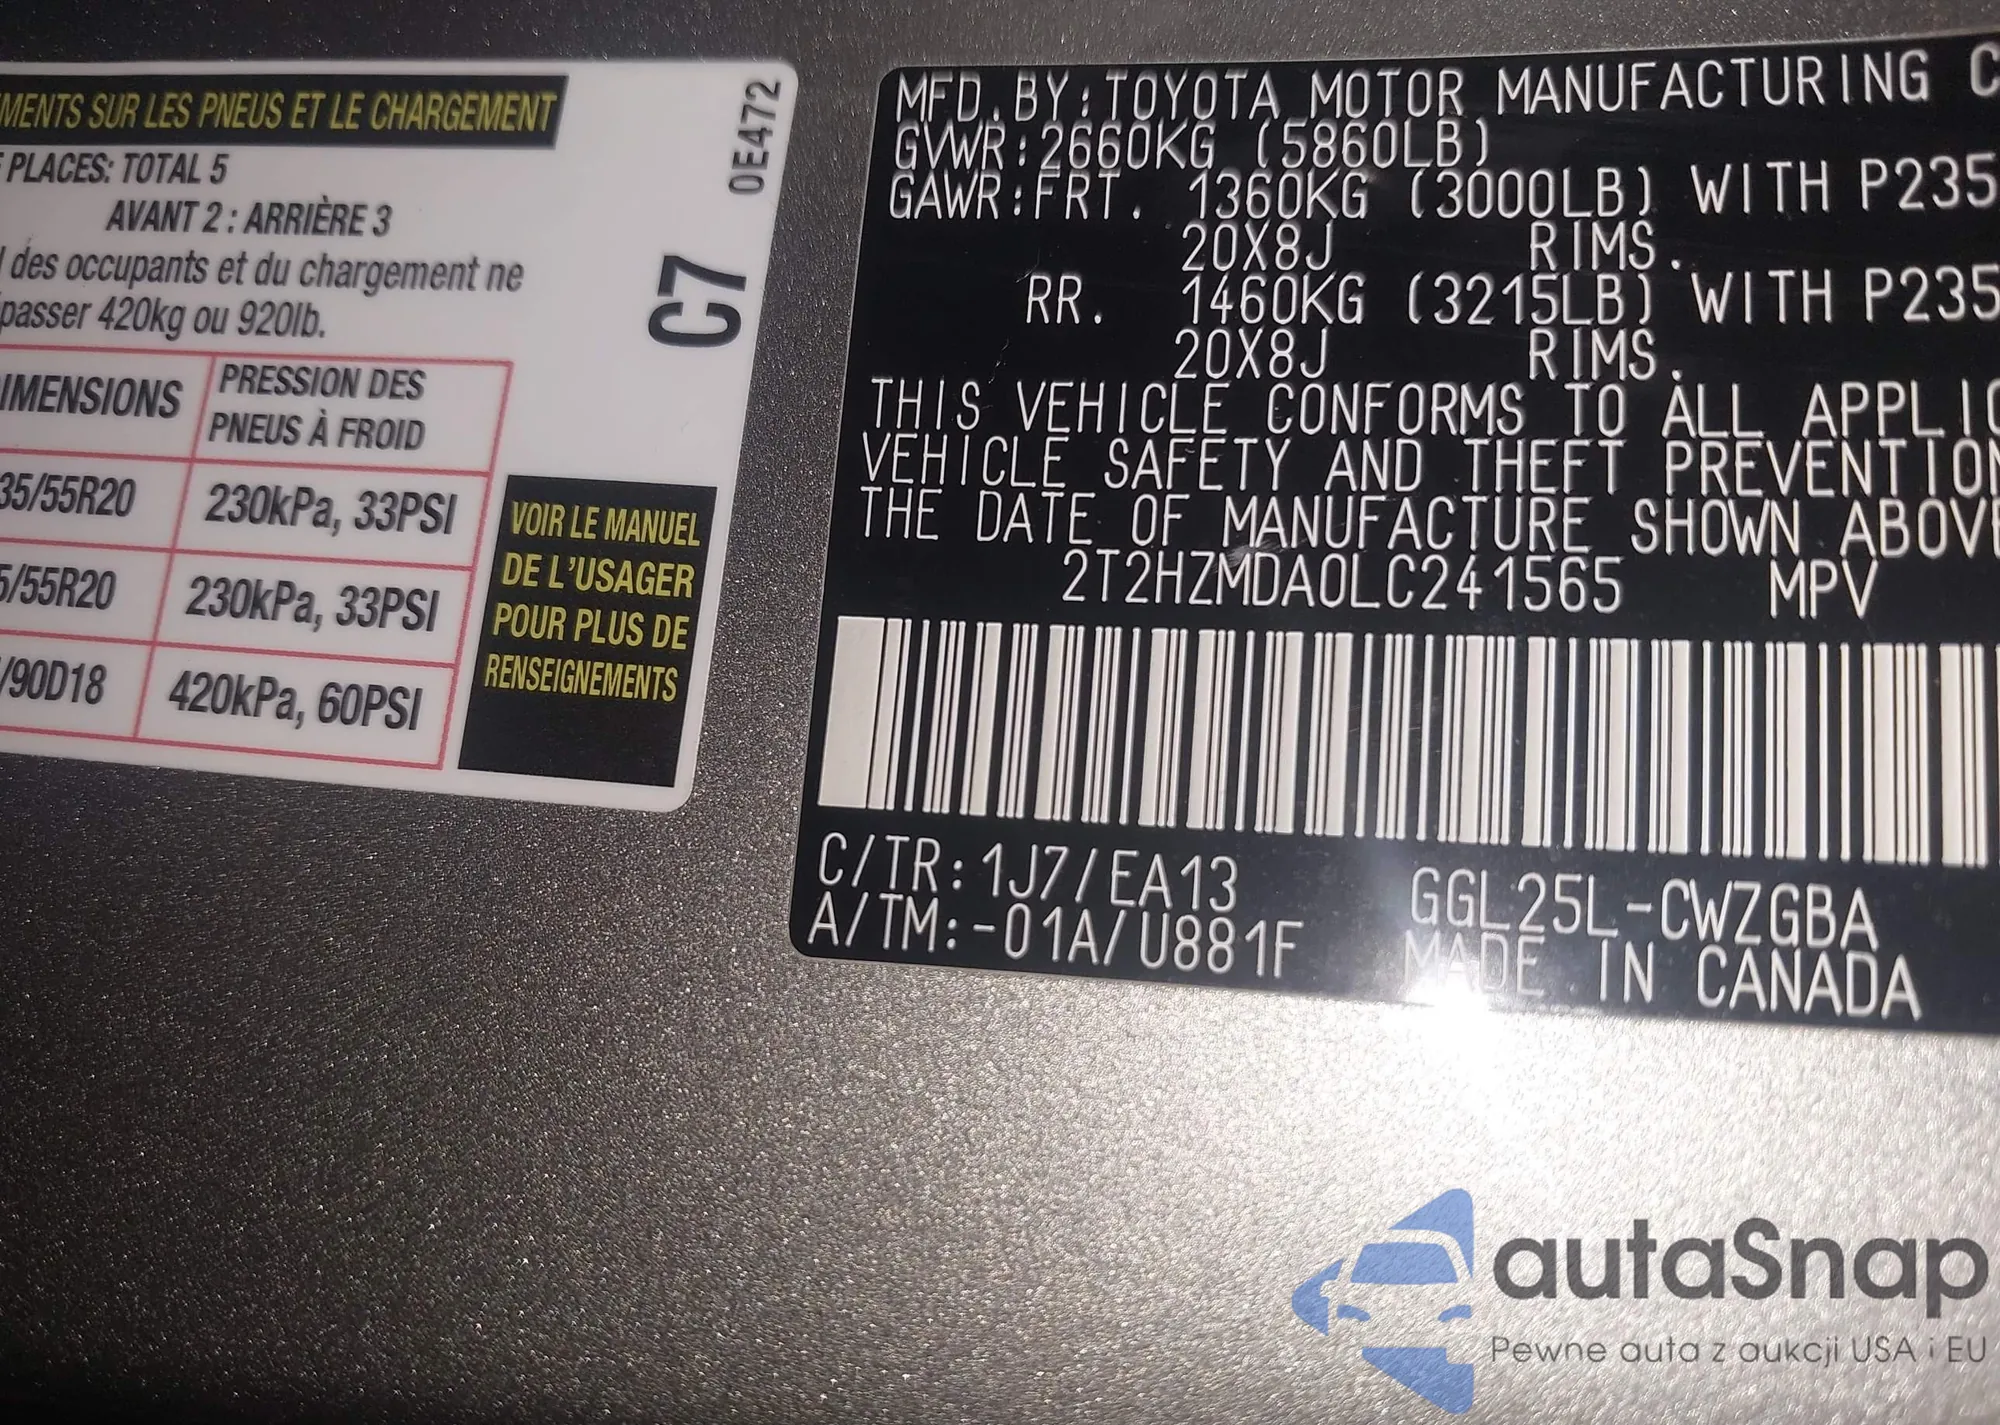 MENTS SUR LES PNEUS ET LE CHARGEMENT
PLACES: TOTAL 5
AVANT 2 : ARRIÈRE 3
des occupants et du chargement ne
passer 420kg ou 920lb.
DIMENSIONS
PRESSION DES
PNEUS À FROID
35/55R20
230kPa, 33PSI
5/55R20
230kPa, 33PSI
/90D18
420kPa, 60PSI
VOIR LE MANUEL
DE L'USAGER
POUR PLUS DE
RENSEIGNEMENTS
0E472
C7
MFD.BY:TOYOTA MOTOR MANUFACTURING C
GVWR:2660KG (5860LB)
GAWR:FRT. 1360KG (3000LB) WITH P235
20X8J RIMS.
RR. 1460KG (3215LB) WITH P235
20X8J RIMS.
THIS VEHICLE CONFORMS TO ALL APPLIC
VEHICLE SAFETY AND THEFT PREVENTION
THE DATE OF MANUFACTURE SHOWN ABOVE
2T2HZMDA0LC241565 MPV
C/TR:1J7/EA13 GGL25L-CWZGBA
A/TM:-01A/U881F MADE IN CANADA
autaSnap
Pewne auta z aukcji USA i EU